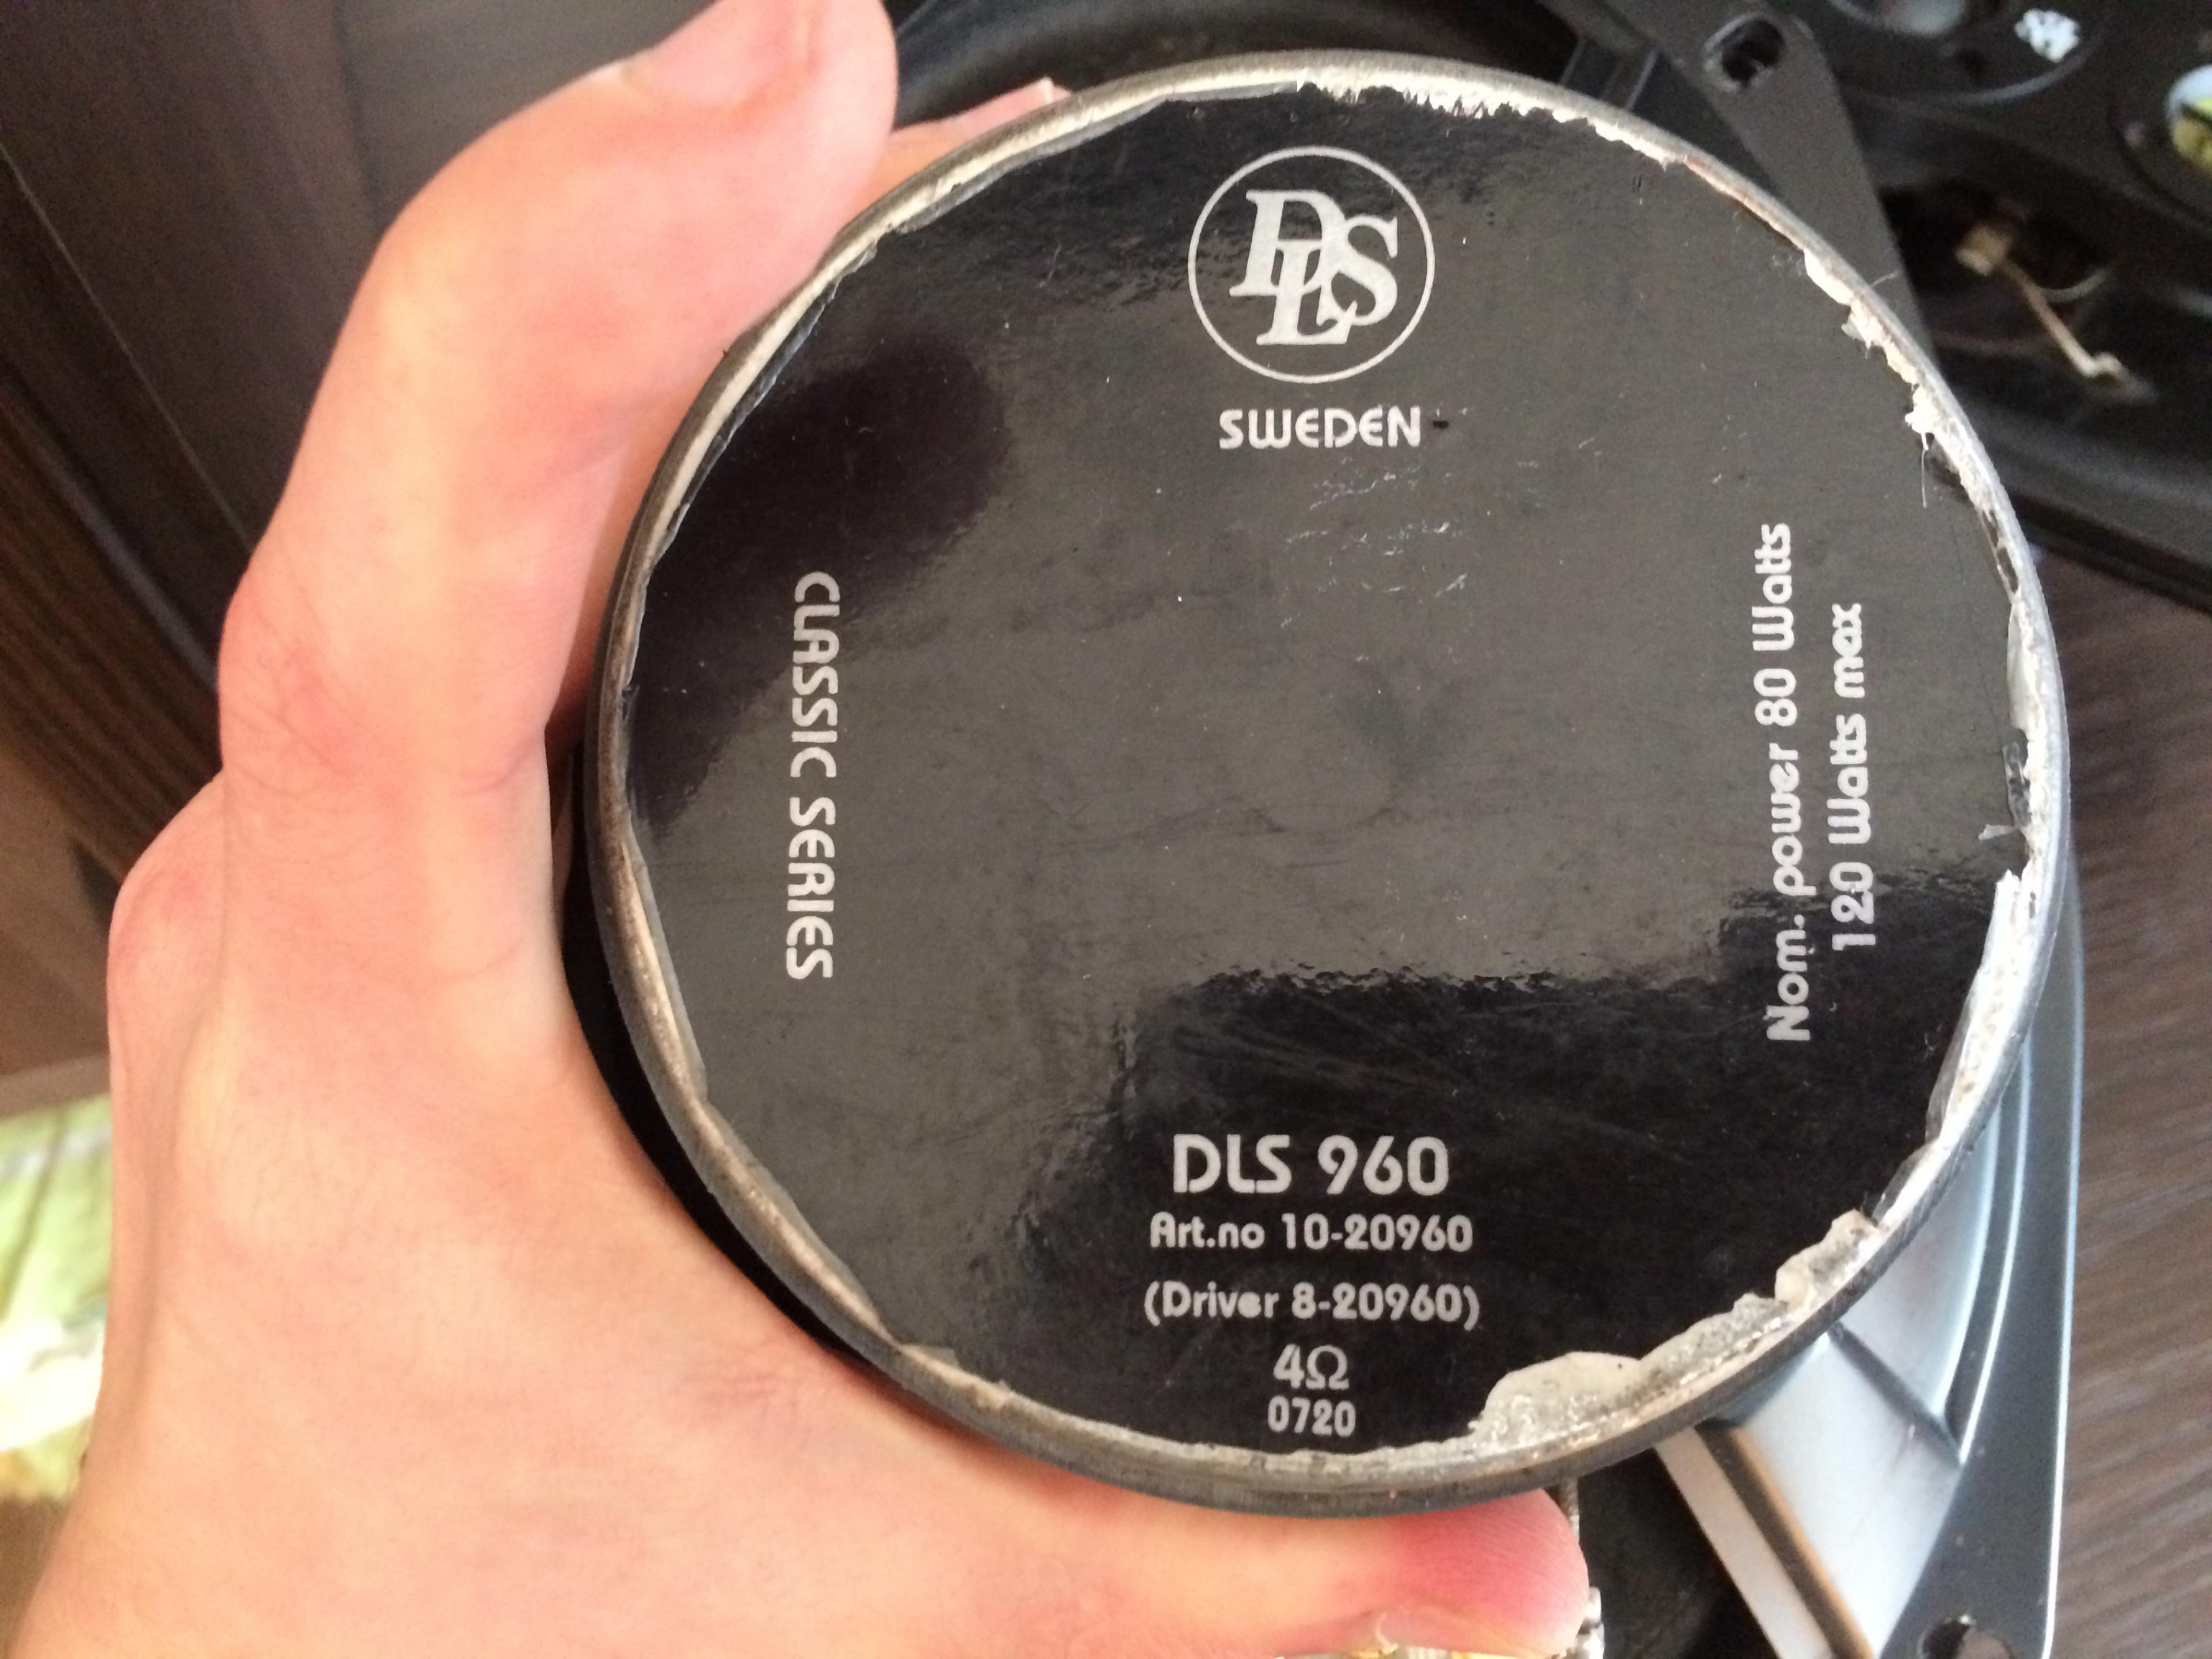 DLS
SWEDEN
CLASSIC SERIES
Nom. power 80 Watts
120 Watts max
DLS 960
Art.no 10-20960
(Driver 8-20960)
4Ω
0720